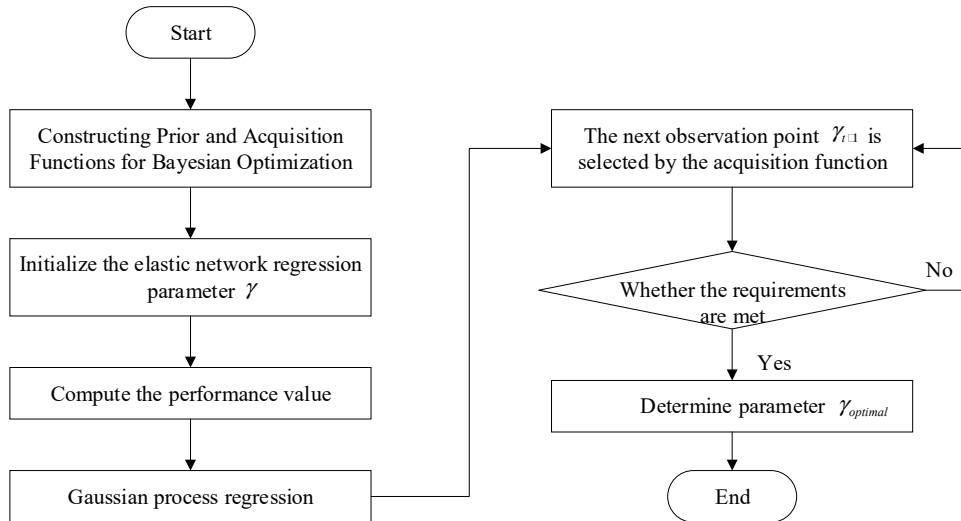 Start
Constructing Prior and Acquisition
Functions for Bayesian Optimization
Initialize the elastic network regression
parameter γ
Compute the performance value
Gaussian process regression
The next observation point γt□1 is
selected by the acquisition function
Whether the requirements
are met
No
Yes
Determine parameter γoptimal
End